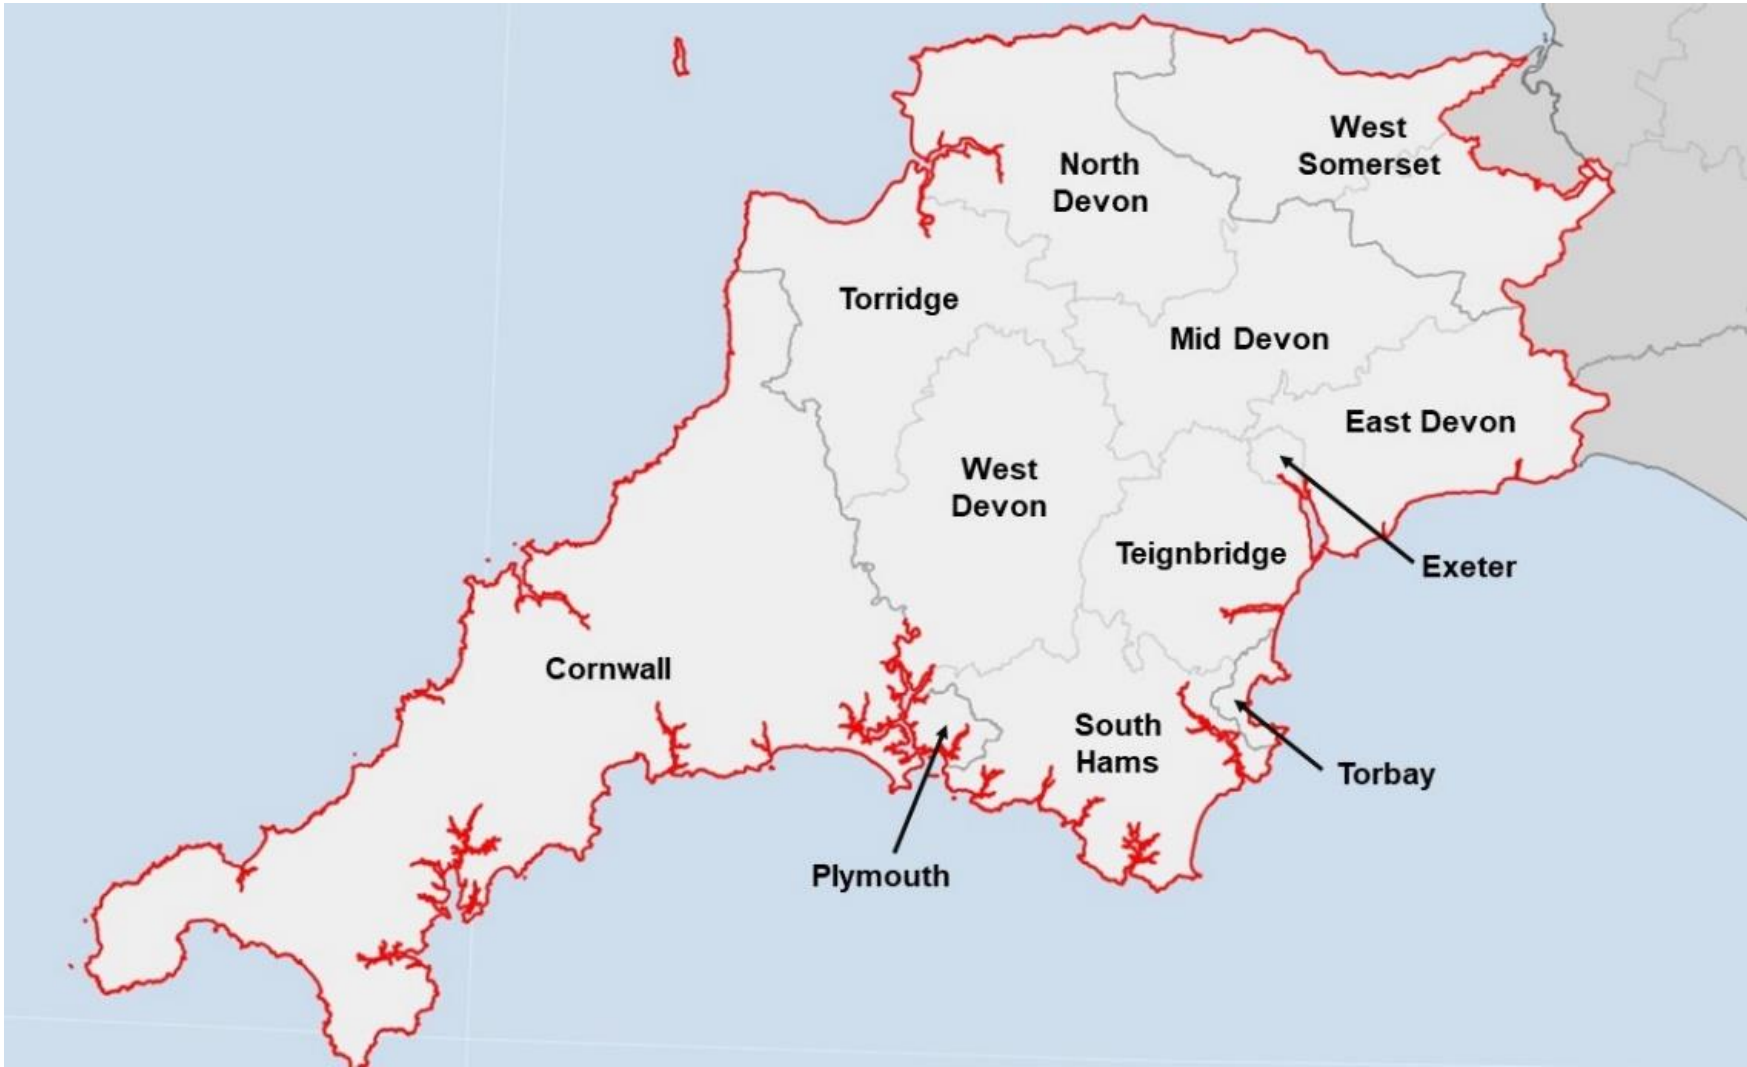 West
Somerset
North
Devon
Torridge
Mid Devon
East Devon
West
Devon
Teignbridge
Exeter
Cornwall
South
Hams
Torbay
Plymouth